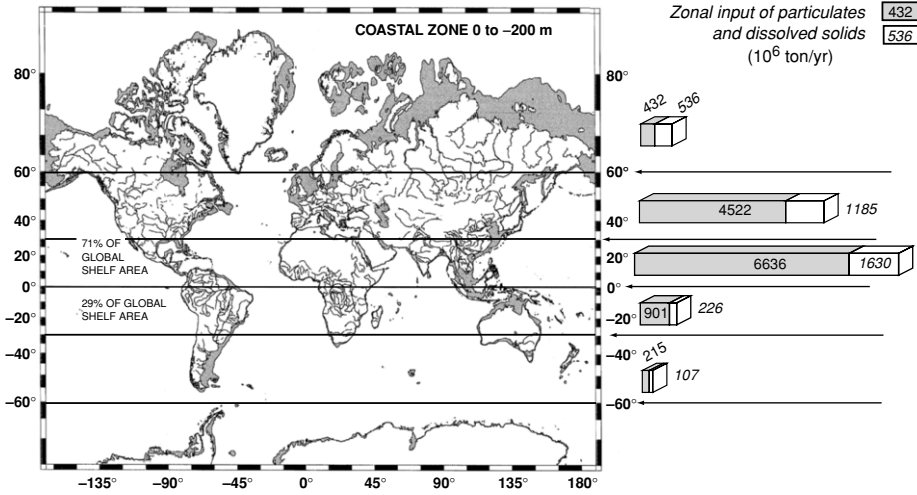 COASTAL ZONE 0 to –200 m
Zonal input of particulates 432
and dissolved solids 536
(10⁶ ton/yr)
80° 80°
432 536
60° 60°
40° 40°
4522 1185
71% OF
GLOBAL
SHELF AREA
20° 20°
6636 1630
0° 0°
29% OF GLOBAL
SHELF AREA
–20° –20°
901 226
–40° –40°
215 107
–60° –60°
–135° –90° –45° 0° 45° 90° 135° 180°